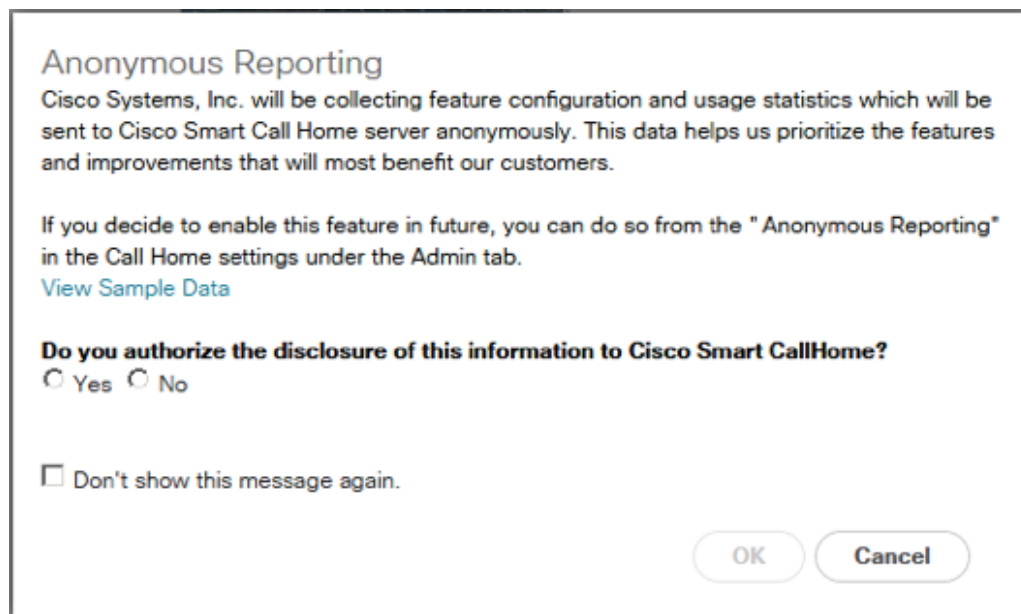 Anonymous Reporting
Cisco Systems, Inc. will be collecting feature configuration and usage statistics which will be
sent to Cisco Smart Call Home server anonymously. This data helps us prioritize the features
and improvements that will most benefit our customers.
If you decide to enable this feature in future, you can do so from the "Anonymous Reporting"
in the Call Home settings under the Admin tab.
View Sample Data
Do you authorize the disclosure of this information to Cisco Smart CallHome?
Yes No
Don't show this message again.
OK Cancel